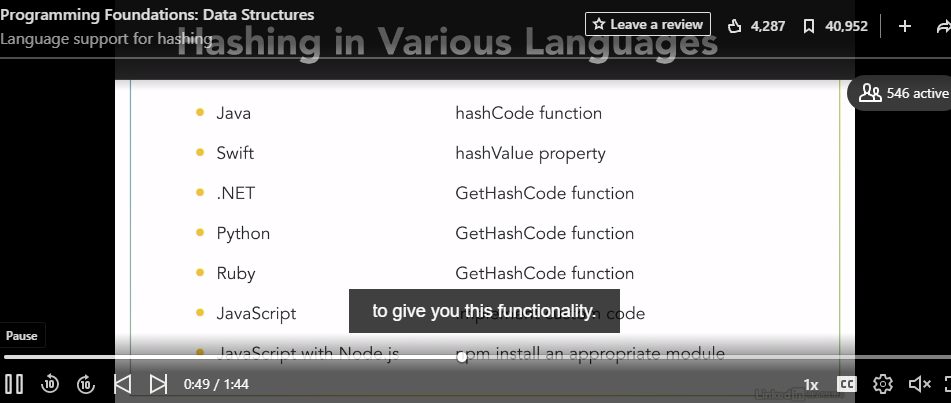 Programming Foundations: Data Structures
Language support for hashing
Leave a review 4,287 40,952
Hashing in Various Languages
546 active
Java hashCode function
Swift hashValue property
.NET GetHashCode function
Python GetHashCode function
Ruby GetHashCode function
JavaScript code
to give you this functionality.
Pause
JavaScript with Node.js npm install an appropriate module
10 10 0:49 / 1:44 1x CC
LinkedIn